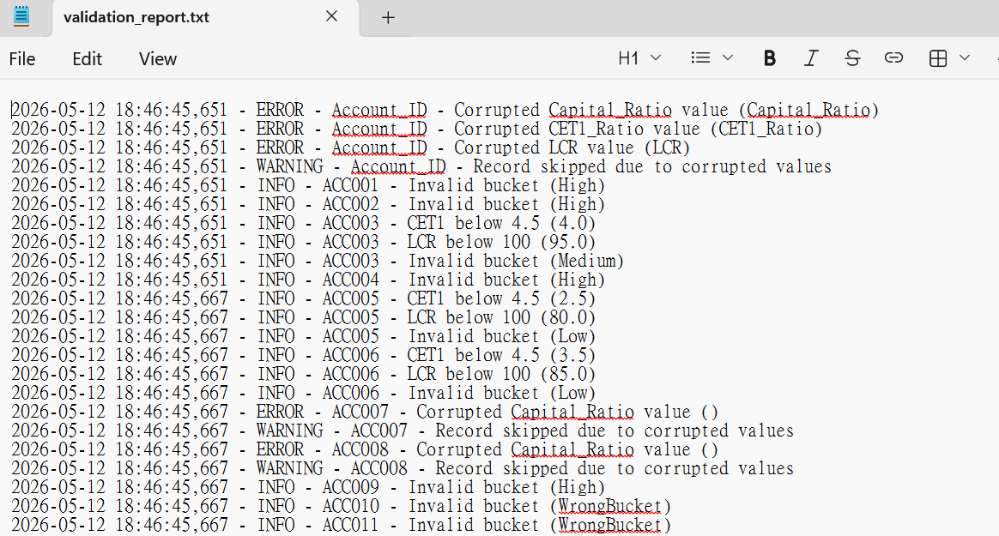 validation_report.txt
File Edit View H1 B I S
2026-05-12 18:46:45,651 - ERROR - Account_ID - Corrupted Capital_Ratio value (Capital_Ratio)
2026-05-12 18:46:45,651 - ERROR - Account_ID - Corrupted CET1_Ratio value (CET1_Ratio)
2026-05-12 18:46:45,651 - ERROR - Account_ID - Corrupted LCR value (LCR)
2026-05-12 18:46:45,651 - WARNING - Account_ID - Record skipped due to corrupted values
2026-05-12 18:46:45,651 - INFO - ACC001 - Invalid bucket (High)
2026-05-12 18:46:45,651 - INFO - ACC002 - Invalid bucket (High)
2026-05-12 18:46:45,651 - INFO - ACC003 - CET1 below 4.5 (4.0)
2026-05-12 18:46:45,651 - INFO - ACC003 - LCR below 100 (95.0)
2026-05-12 18:46:45,651 - INFO - ACC003 - Invalid bucket (Medium)
2026-05-12 18:46:45,651 - INFO - ACC004 - Invalid bucket (High)
2026-05-12 18:46:45,667 - INFO - ACC005 - CET1 below 4.5 (2.5)
2026-05-12 18:46:45,667 - INFO - ACC005 - LCR below 100 (80.0)
2026-05-12 18:46:45,667 - INFO - ACC005 - Invalid bucket (Low)
2026-05-12 18:46:45,667 - INFO - ACC006 - CET1 below 4.5 (3.5)
2026-05-12 18:46:45,667 - INFO - ACC006 - LCR below 100 (85.0)
2026-05-12 18:46:45,667 - INFO - ACC006 - Invalid bucket (Low)
2026-05-12 18:46:45,667 - ERROR - ACC007 - Corrupted Capital_Ratio value ()
2026-05-12 18:46:45,667 - WARNING - ACC007 - Record skipped due to corrupted values
2026-05-12 18:46:45,667 - ERROR - ACC008 - Corrupted Capital_Ratio value ()
2026-05-12 18:46:45,667 - WARNING - ACC008 - Record skipped due to corrupted values
2026-05-12 18:46:45,667 - INFO - ACC009 - Invalid bucket (High)
2026-05-12 18:46:45,667 - INFO - ACC010 - Invalid bucket (WrongBucket)
2026-05-12 18:46:45,667 - INFO - ACC011 - Invalid bucket (WrongBucket)